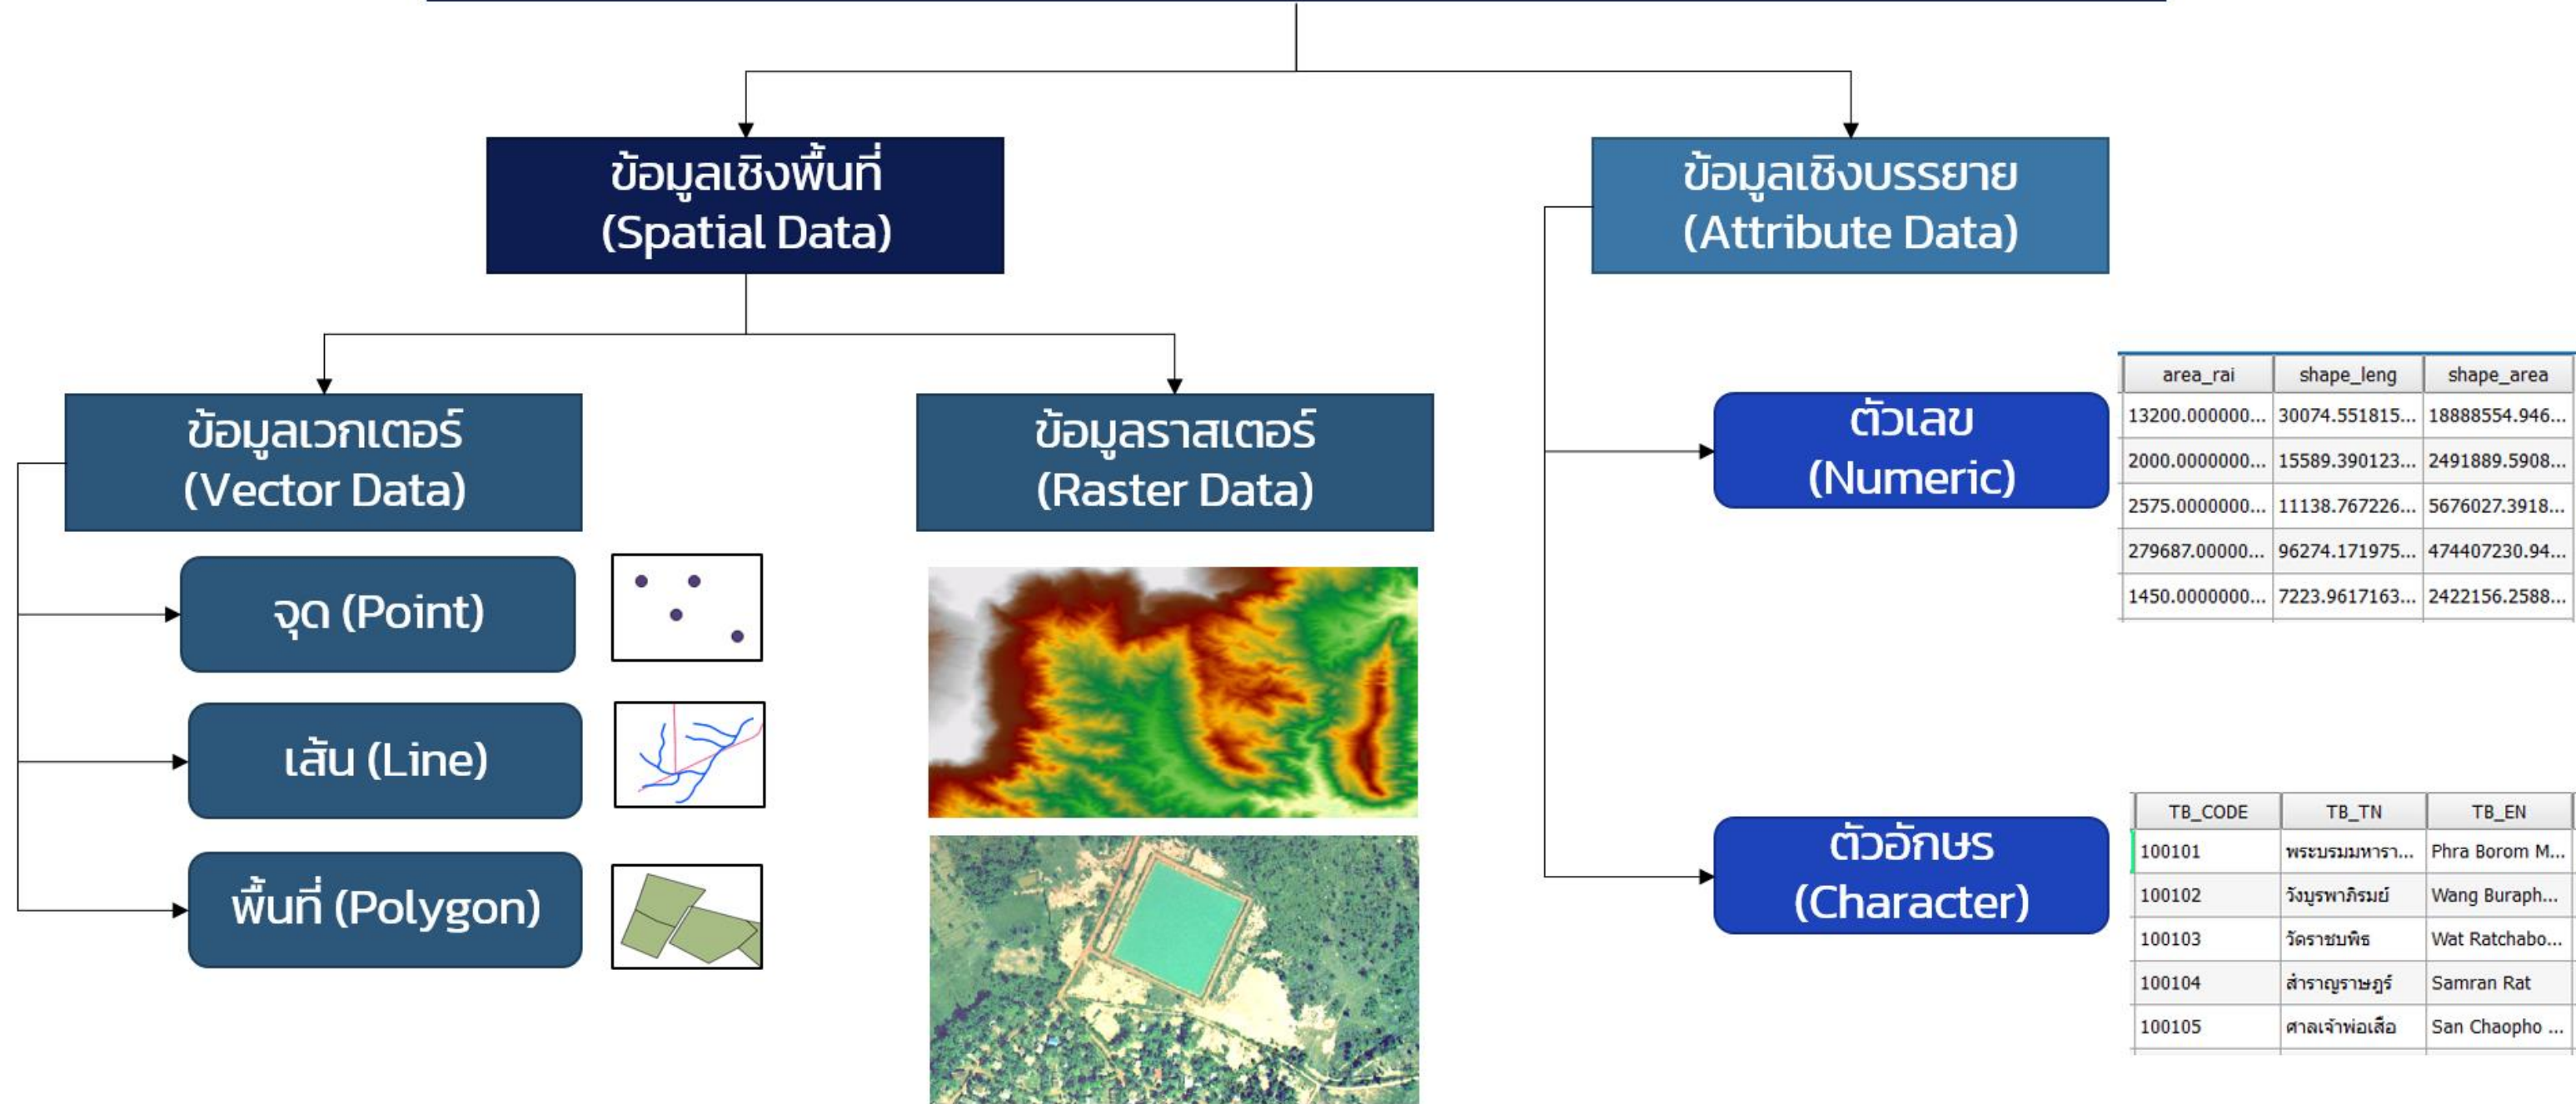 ข้อมูลเชิงพื้นที่
(Spatial Data)
ข้อมูลเชิงบรรยาย
(Attribute Data)
ข้อมูลเวกเตอร์
(Vector Data)
ข้อมูลราสเตอร์
(Raster Data)
จุด (Point)
เส้น (Line)
พื้นที่ (Polygon)
ตัวเลข
(Numeric)
area_rai shape_leng shape_area
13200.000000... 30074.551815... 18888554.946...
2000.0000000... 15589.390123... 2491889.5908...
2575.0000000... 11138.767226... 5676027.3918...
279687.00000... 96274.171975... 474407230.94...
1450.0000000... 7223.9617163... 2422156.2588...
ตัวอักษร
(Character)
TB_CODE TB_TN TB_EN
100101 พระบรมมหารา... Phra Borom M...
100102 วังบูรพาภิรมย์ Wang Buraph...
100103 วัดราชบพิธ Wat Ratchabo...
100104 สำราญราษฎร์ Samran Rat
100105 ศาลเจ้าพ่อเสือ San Chaopho ...